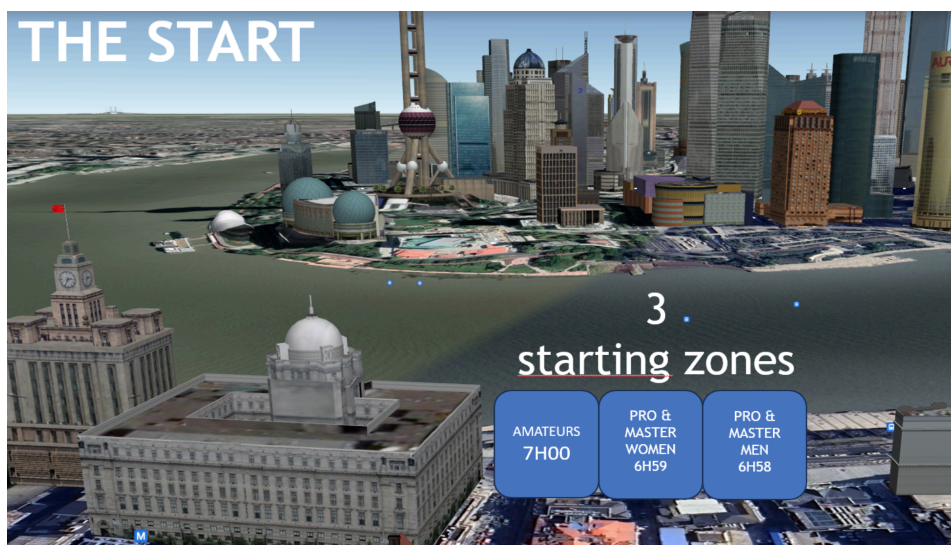 THE START
3
starting zones
AMATEURS
7H00
PRO &
MASTER
WOMEN
6H59
PRO &
MASTER
MEN
6H58
M